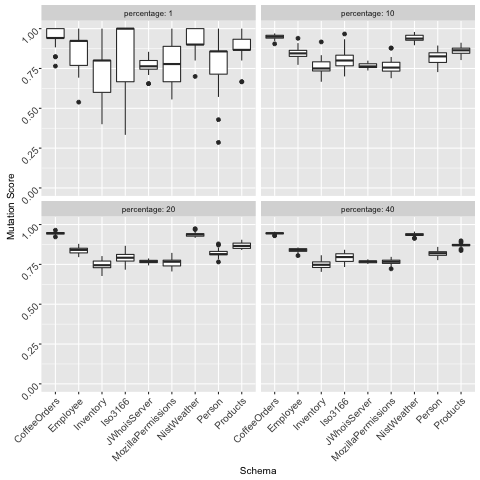 percentage: 1
percentage: 10
1.00
0.75
0.50
0.25
0.00
Mutation Score
percentage: 20
percentage: 40
1.00
0.75
0.50
0.25
0.00
CoffeeOrders
Employee
Inventory
Iso3166
JWhoisServer
MozillaPermissions
NistWeather
Person
Products
CoffeeOrders
Employee
Inventory
Iso3166
JWhoisServer
MozillaPermissions
NistWeather
Person
Products
Schema